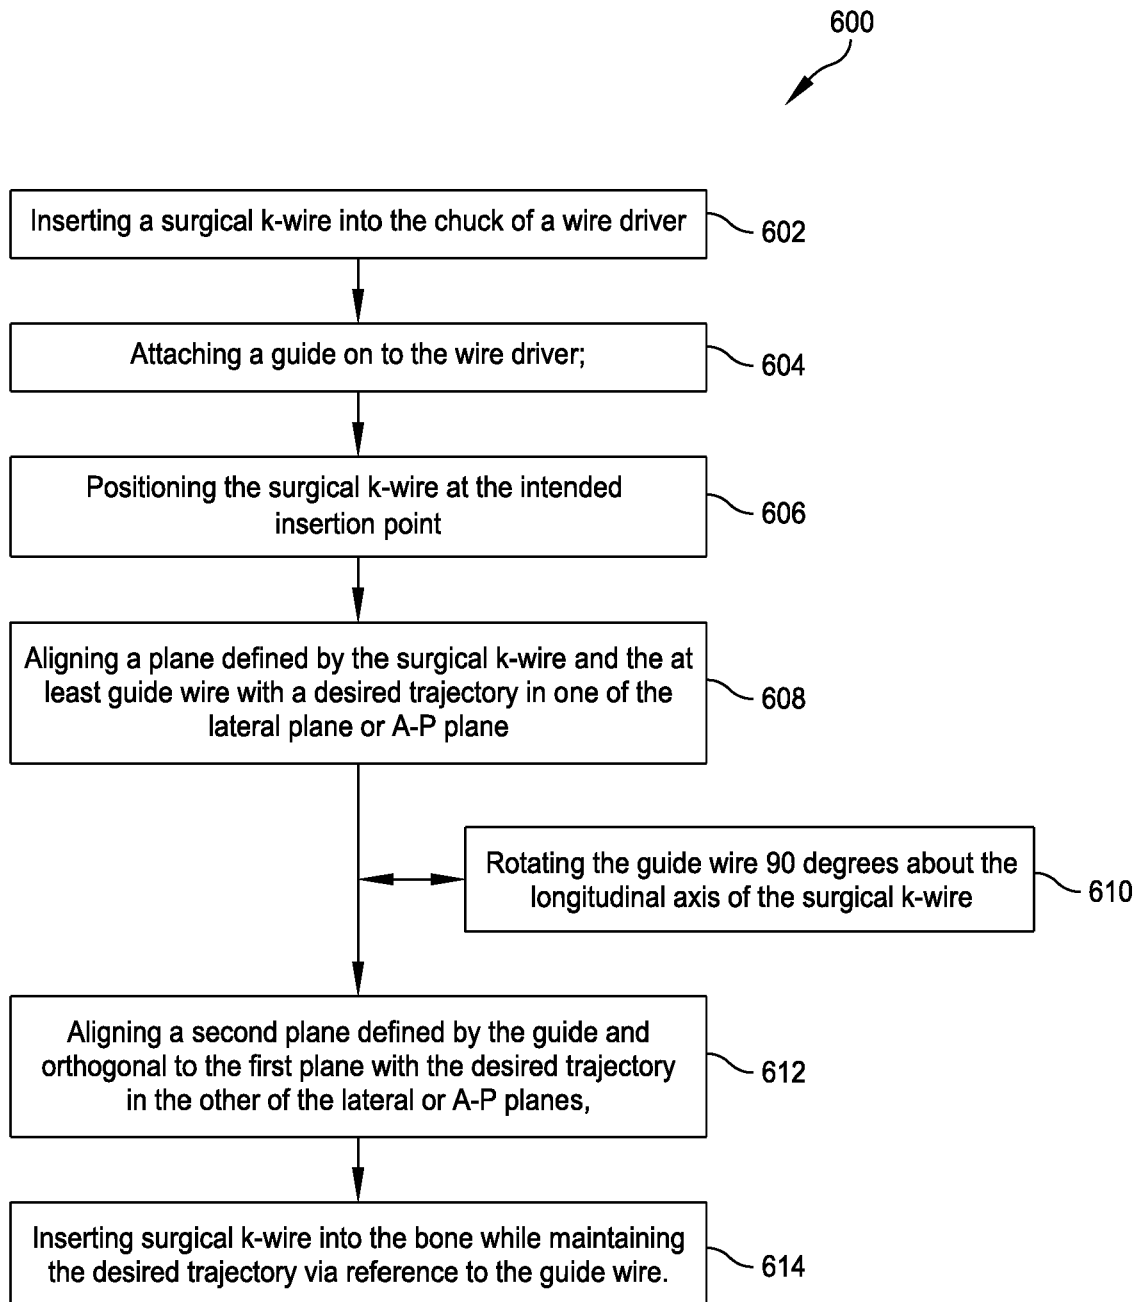 600
Inserting a surgical k-wire into the chuck of a wire driver
602
Attaching a guide on to the wire driver;
604
Positioning the surgical k-wire at the intended
insertion point
606
Aligning a plane defined by the surgical k-wire and the at
least guide wire with a desired trajectory in one of the
lateral plane or A-P plane
608
Rotating the guide wire 90 degrees about the
longitudinal axis of the surgical k-wire
610
Aligning a second plane defined by the guide and
orthogonal to the first plane with the desired trajectory
in the other of the lateral or A-P planes,
612
Inserting surgical k-wire into the bone while maintaining
the desired trajectory via reference to the guide wire.
614